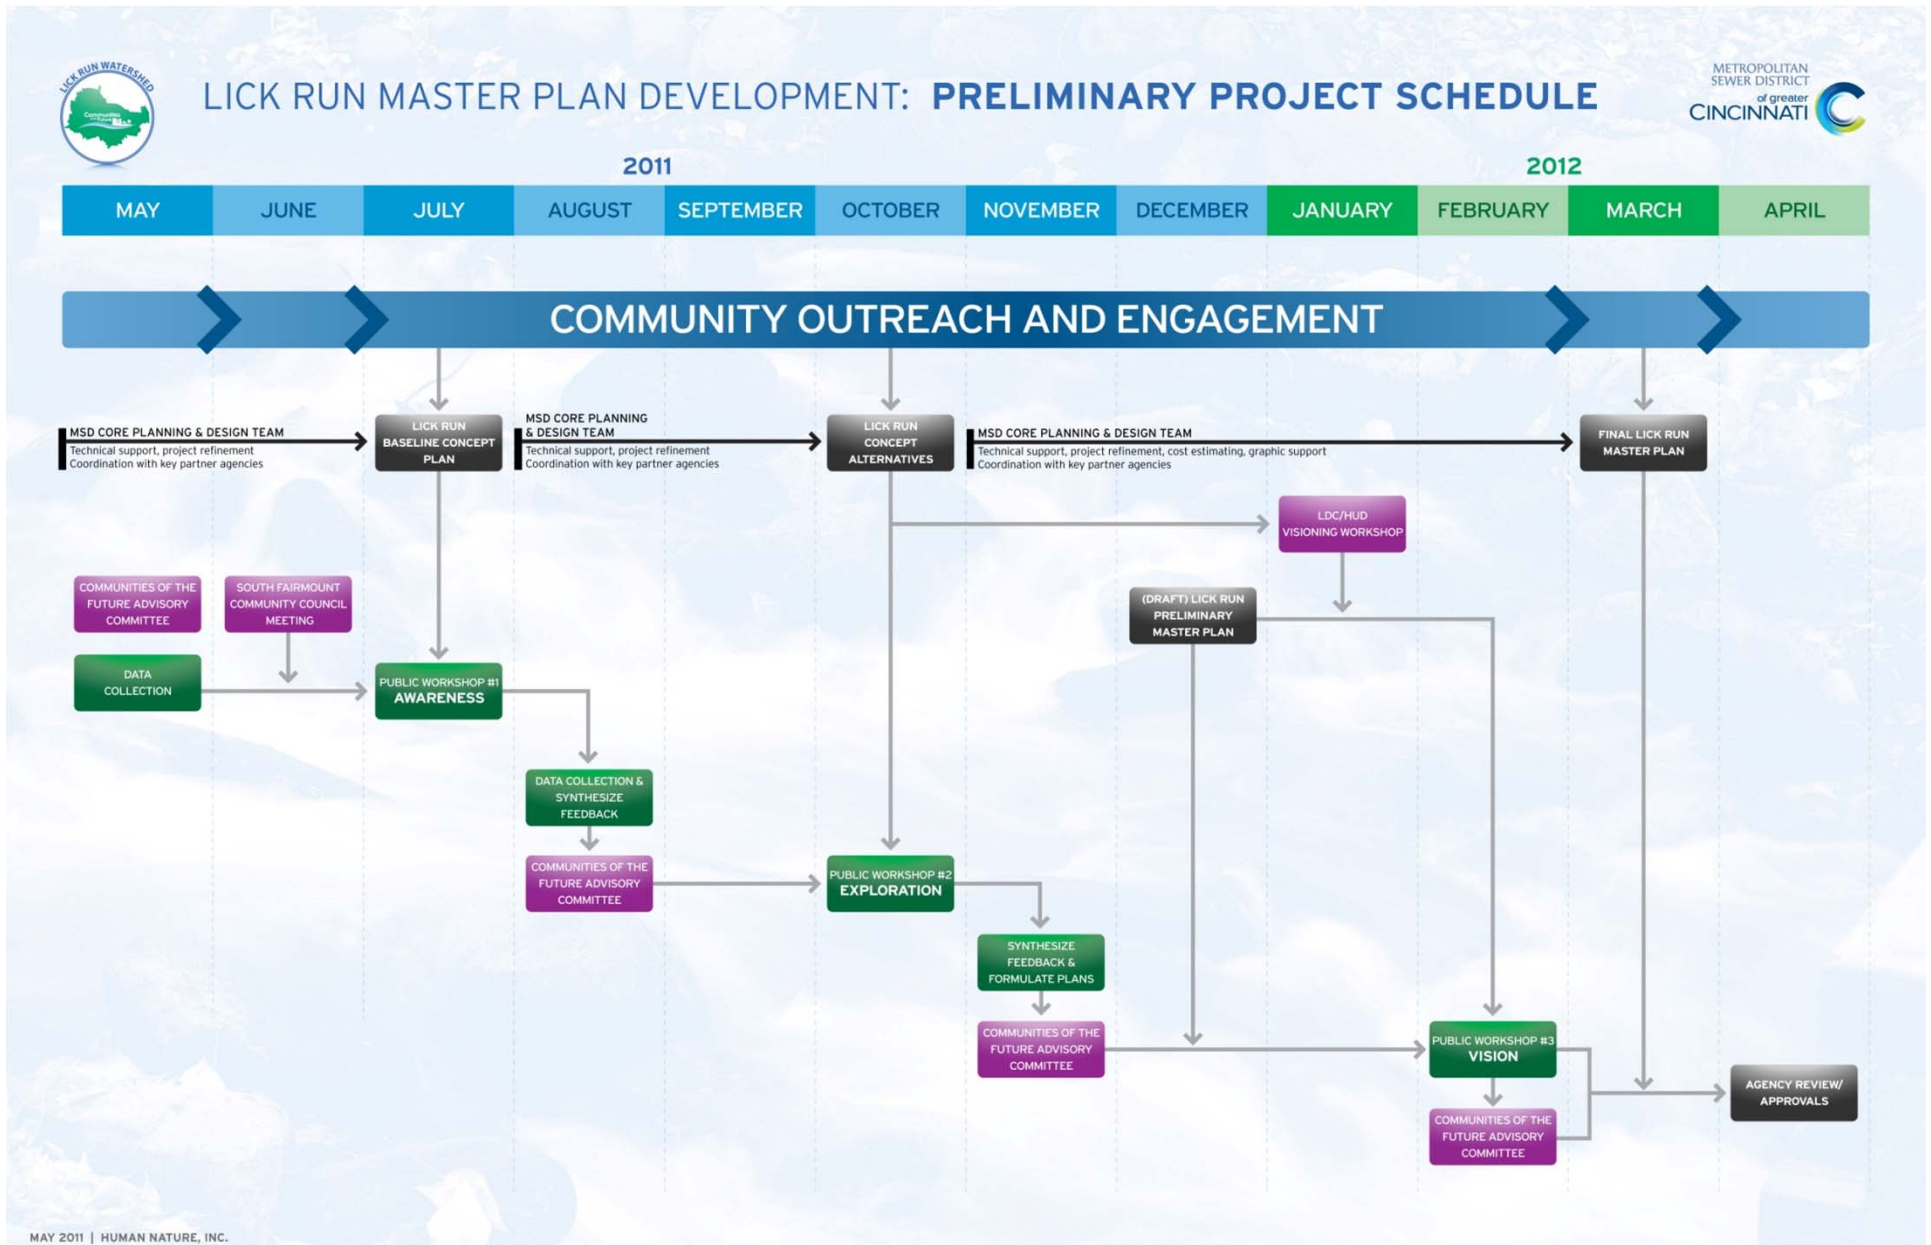 LICK RUN WATERSHED
Communities
of the Future
LICK RUN MASTER PLAN DEVELOPMENT: PRELIMINARY PROJECT SCHEDULE
METROPOLITAN
SEWER DISTRICT
of greater
CINCINNATI
2011
2012
MAY
JUNE
JULY
AUGUST
SEPTEMBER
OCTOBER
NOVEMBER
DECEMBER
JANUARY
FEBRUARY
MARCH
APRIL
COMMUNITY OUTREACH AND ENGAGEMENT
MSD CORE PLANNING & DESIGN TEAM
Technical support, project refinement
Coordination with key partner agencies
LICK RUN
BASELINE CONCEPT
PLAN
MSD CORE PLANNING
& DESIGN TEAM
Technical support, project refinement
Coordination with key partner agencies
LICK RUN
CONCEPT
ALTERNATIVES
MSD CORE PLANNING & DESIGN TEAM
Technical support, project refinement, cost estimating, graphic support
Coordination with key partner agencies
FINAL LICK RUN
MASTER PLAN
LDC/HUD
VISIONING WORKSHOP
COMMUNITIES OF THE
FUTURE ADVISORY
COMMITTEE
SOUTH FAIRMOUNT
COMMUNITY COUNCIL
MEETING
(DRAFT) LICK RUN
PRELIMINARY
MASTER PLAN
DATA
COLLECTION
PUBLIC WORKSHOP #1
AWARENESS
DATA COLLECTION &
SYNTHESIZE
FEEDBACK
COMMUNITIES OF THE
FUTURE ADVISORY
COMMITTEE
PUBLIC WORKSHOP #2
EXPLORATION
SYNTHESIZE
FEEDBACK &
FORMULATE PLANS
COMMUNITIES OF THE
FUTURE ADVISORY
COMMITTEE
PUBLIC WORKSHOP #3
VISION
COMMUNITIES OF THE
FUTURE ADVISORY
COMMITTEE
AGENCY REVIEW/
APPROVALS
MAY 2011 | HUMAN NATURE, INC.